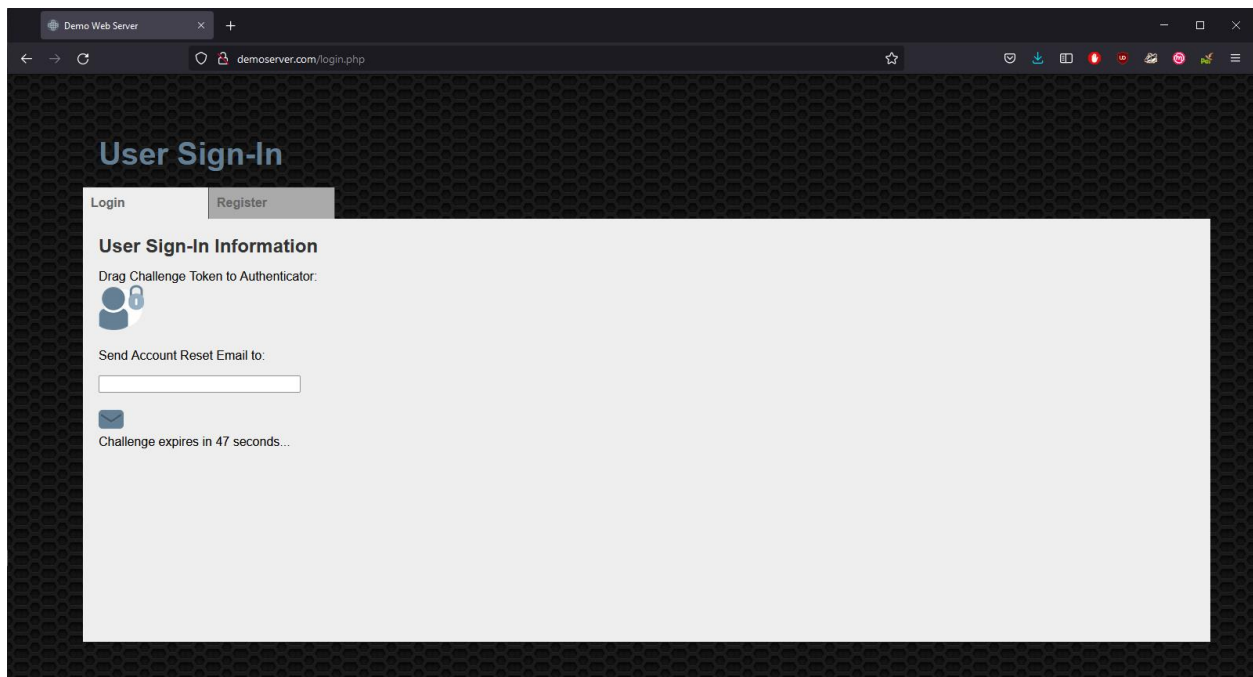 Demo Web Server
demoserver.com/login.php
User Sign-In
Login
Register
User Sign-In Information
Drag Challenge Token to Authenticator:
Send Account Reset Email to:
Challenge expires in 47 seconds...